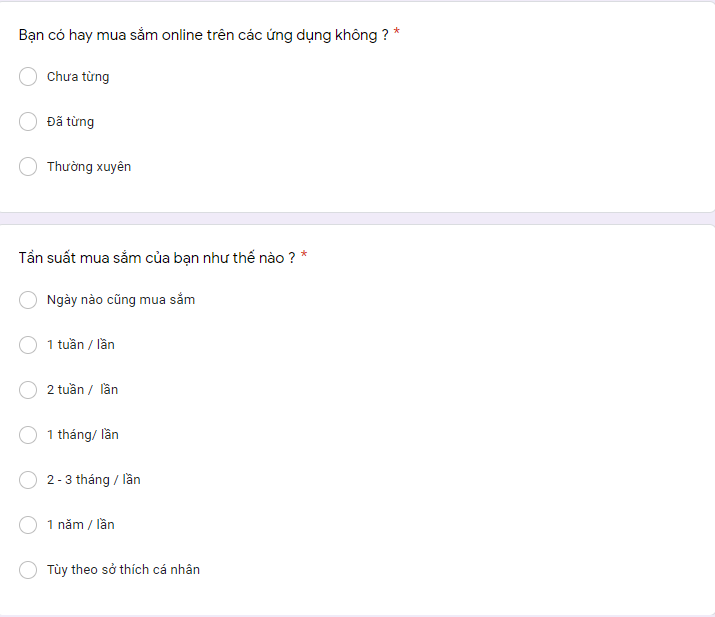 Bạn có hay mua sắm online trên các ứng dụng không ? *
Chưa từng
Đã từng
Thường xuyên
Tần suất mua sắm của bạn như thế nào ? *
Ngày nào cũng mua sắm
1 tuần / lần
2 tuần /  lần
1 tháng/ lần
2 - 3 tháng / lần
1 năm / lần
Tùy theo sở thích cá nhân